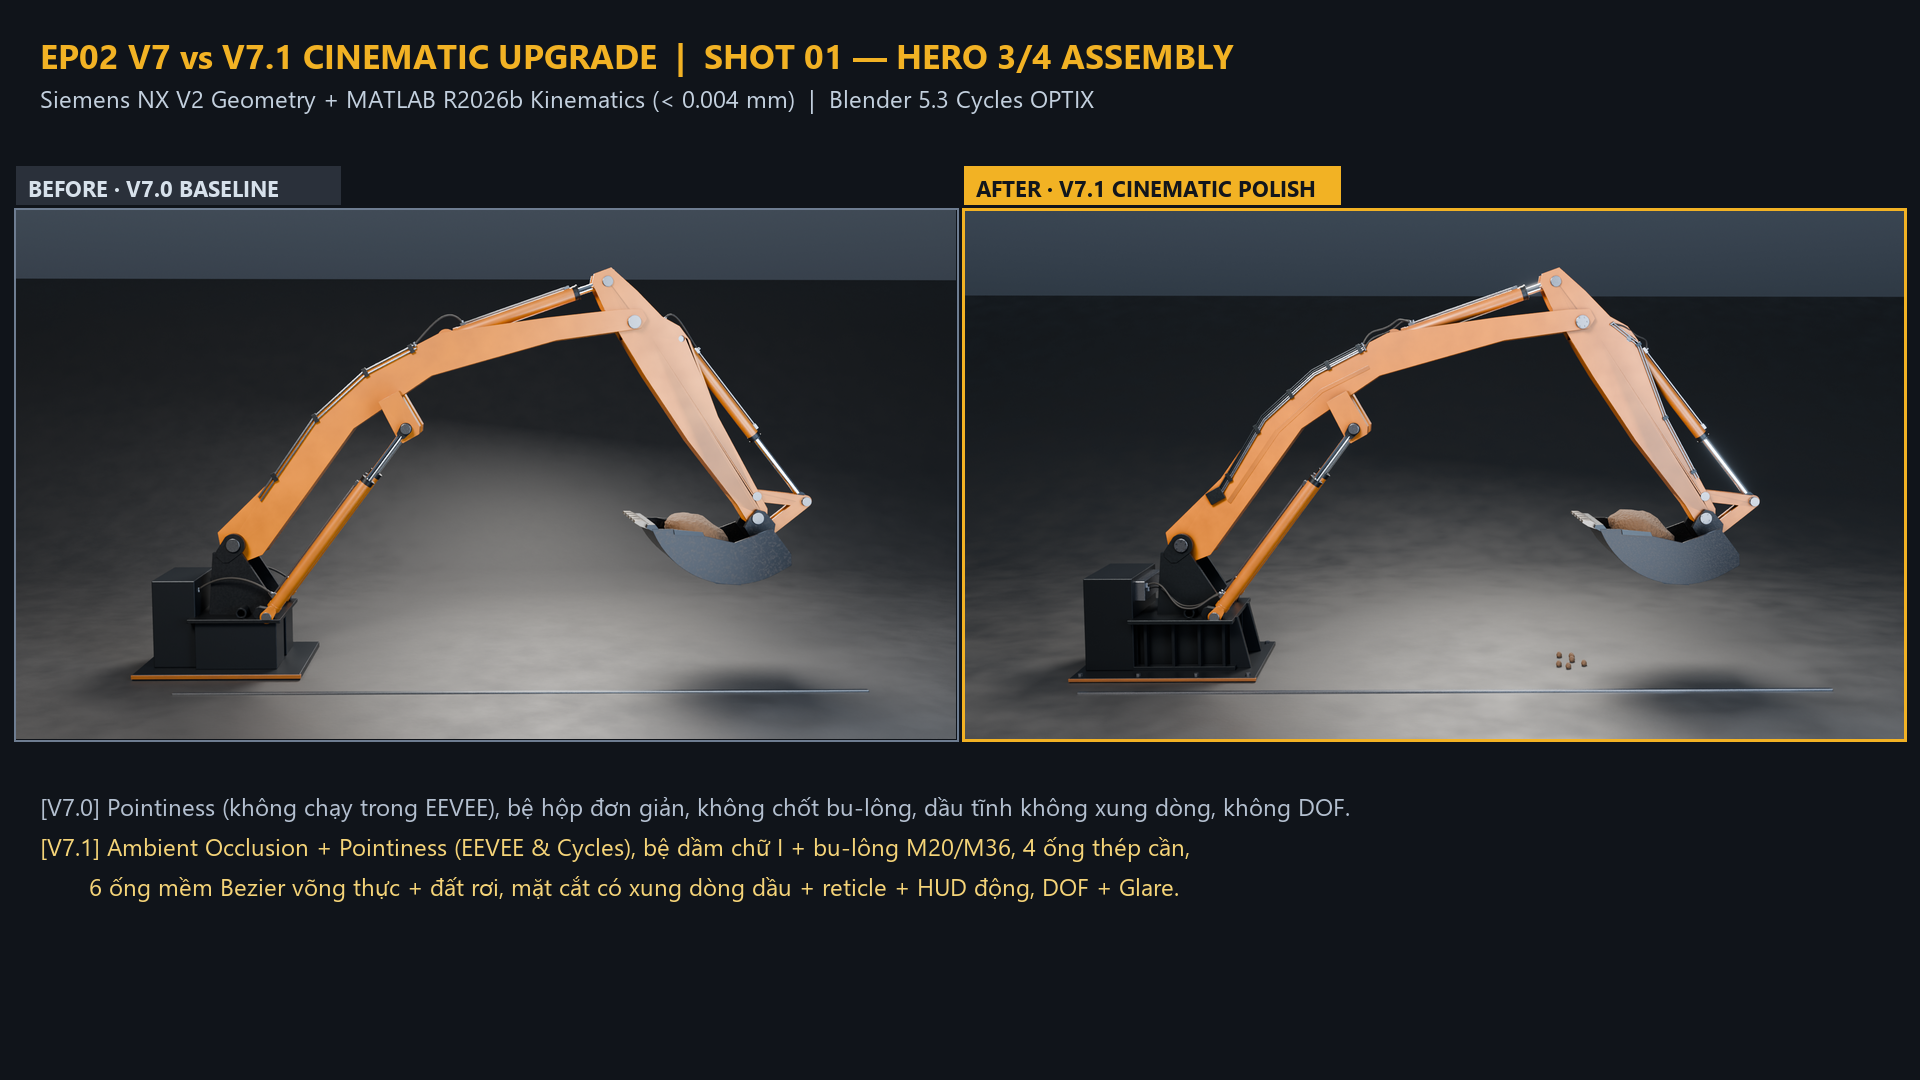 EP02 V7 vs V7.1 CINEMATIC UPGRADE | SHOT 01 — HERO 3/4 ASSEMBLY
Siemens NX V2 Geometry + MATLAB R2026b Kinematics (< 0.004 mm) | Blender 5.3 Cycles OPTIX
BEFORE · V7.0 BASELINE
AFTER · V7.1 CINEMATIC POLISH
[V7.0] Pointiness (không chạy trong EEVEE), bệ hộp đơn giản, không chốt bu-lông, dầu tĩnh không xung dòng, không DOF.
[V7.1] Ambient Occlusion + Pointiness (EEVEE & Cycles), bệ dầm chữ I + bu-lông M20/M36, 4 ống thép cần,
6 ống mềm Bezier võng thực + đất rơi, mặt cắt có xung dòng dầu + reticle + HUD động, DOF + Glare.